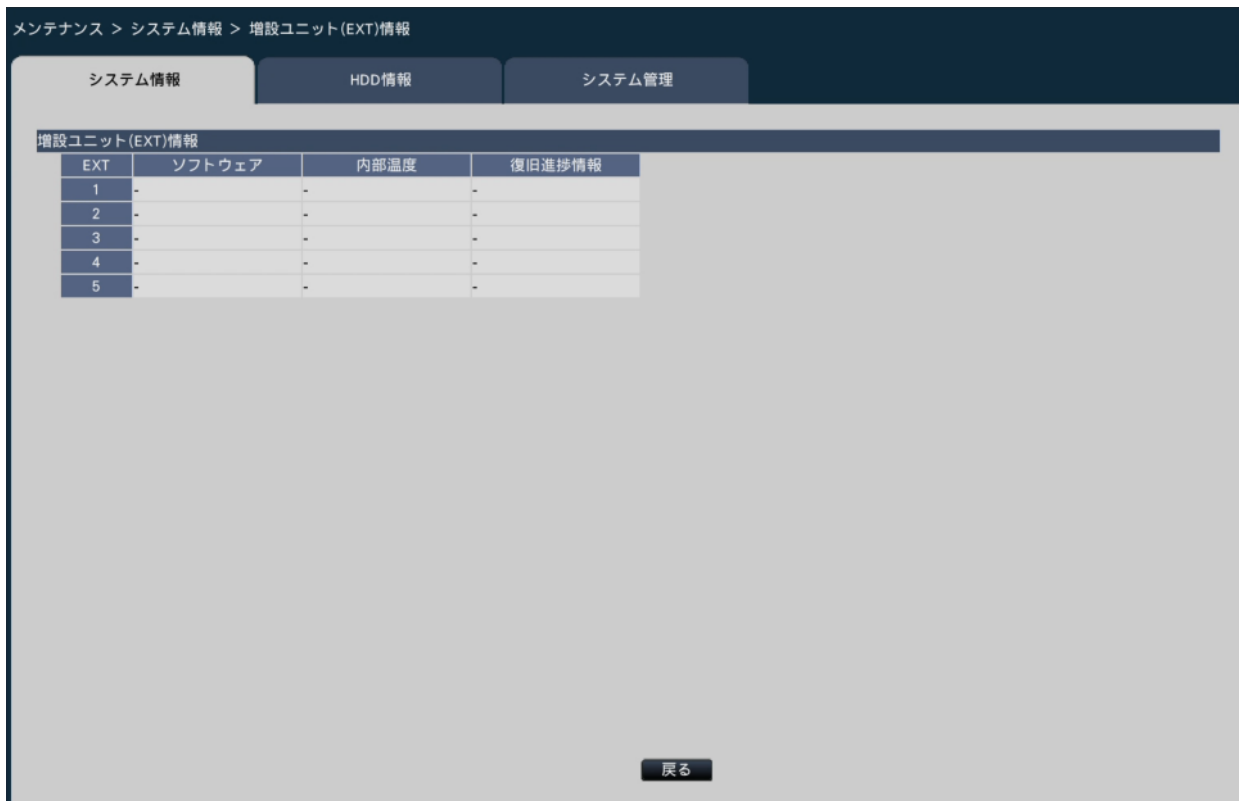 メンテナンス > システム情報 > 増設ユニット(EXT)情報
システム情報 HDD情報 システム管理
増設ユニット(EXT)情報
EXT ソフトウェア 内部温度 復旧進捗情報
1 - - -
2 - - -
3 - - -
4 - - -
5 - - -
戻る